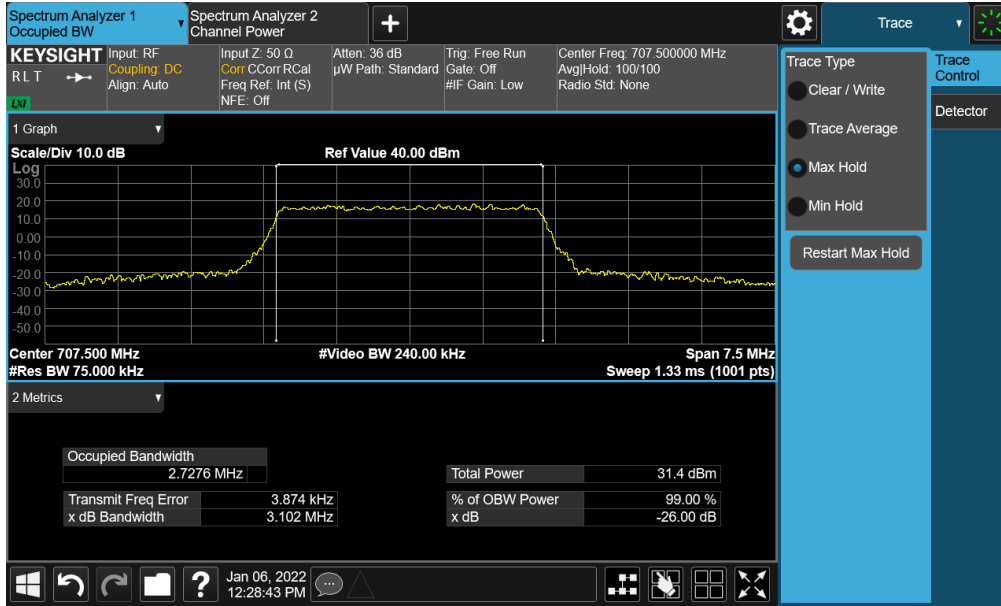 Spectrum Analyzer 1
Occupied BW
Spectrum Analyzer 2
Channel Power
+
Trace
KEYSIGHT
R L T
LXI
Input: RF
Coupling: DC
Align: Auto
Input Z: 50 Ω
Corr CCorr RCal
Freq Ref: Int (S)
NFE: Off
Atten: 36 dB
µW Path: Standard
Trig: Free Run
Gate: Off
#IF Gain: Low
Center Freq: 707.500000 MHz
Avg|Hold: 100/100
Radio Std: None
Trace Type
Clear / Write
Trace Average
Max Hold
Min Hold
Restart Max Hold
Trace
Control
Detector
1 Graph
Scale/Div 10.0 dB
Ref Value 40.00 dBm
Log
30.0
20.0
10.0
0.00
-10.0
-20.0
-30.0
-40.0
-50.0
Center 707.500 MHz
#Video BW 240.00 kHz
Span 7.5 MHz
#Res BW 75.000 kHz
Sweep 1.33 ms (1001 pts)
2 Metrics
Occupied Bandwidth
2.7276 MHz
Total Power 31.4 dBm
Transmit Freq Error 3.874 kHz
% of OBW Power 99.00 %
x dB Bandwidth 3.102 MHz
x dB -26.00 dB
?
Jan 06, 2022
12:28:43 PM